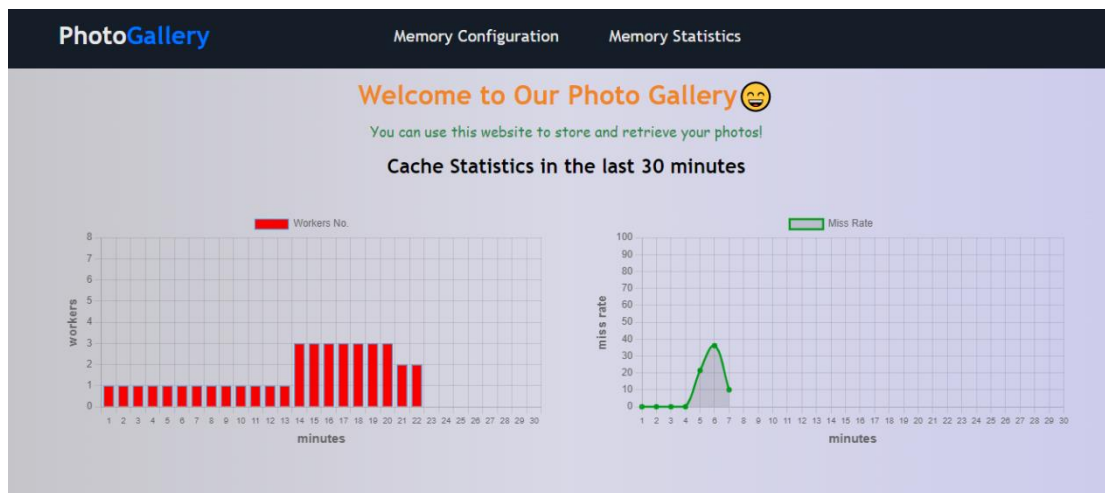 PhotoGallery Memory Configuration Memory Statistics
Welcome to Our Photo Gallery😄
You can use this website to store and retrieve your photos!
Cache Statistics in the last 30 minutes
Workers No.
8
7
6
5
4
3
2
1
0
workers
1 2 3 4 5 6 7 8 9 10 11 12 13 14 15 16 17 18 19 20 21 22 23 24 25 26 27 28 29 30
minutes
Miss Rate
100
90
80
70
60
50
40
30
20
10
0
miss rate
1 2 3 4 5 6 7 8 9 10 11 12 13 14 15 16 17 18 19 20 21 22 23 24 25 26 27 28 29 30
minutes